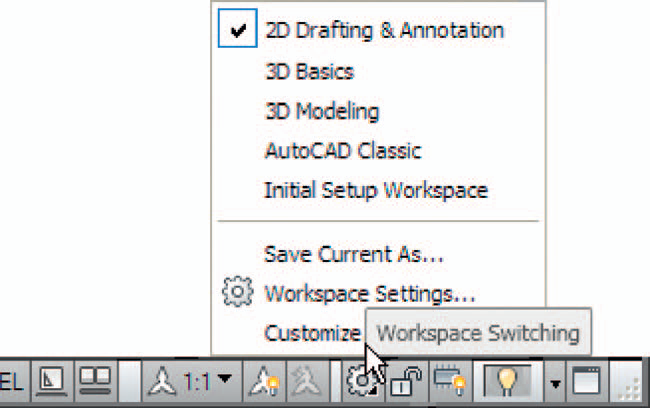 2D Drafting & Annotation
3D Basics
3D Modeling
AutoCAD Classic
Initial Setup Workspace
Save Current As...
Workspace Settings...
Customize
Workspace Switching
EL
1:1